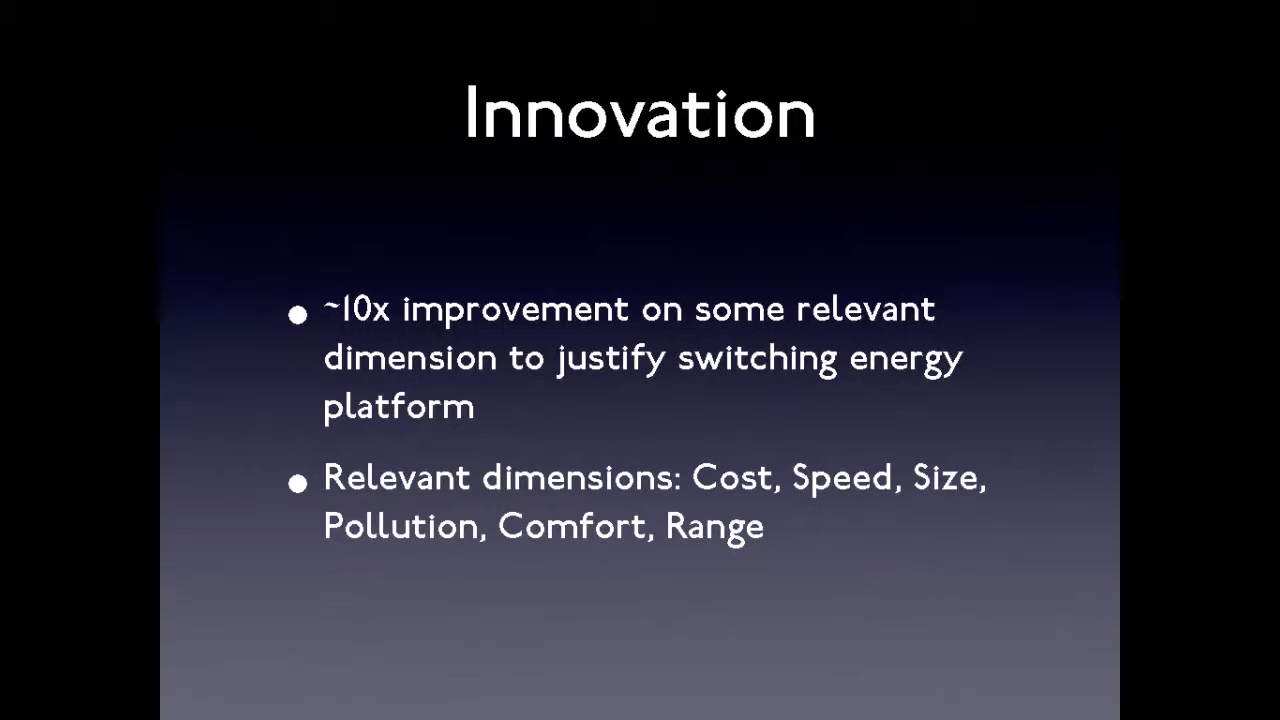 Innovation
~10x improvement on some relevant
dimension to justify switching energy
platform
Relevant dimensions: Cost, Speed, Size,
Pollution, Comfort, Range